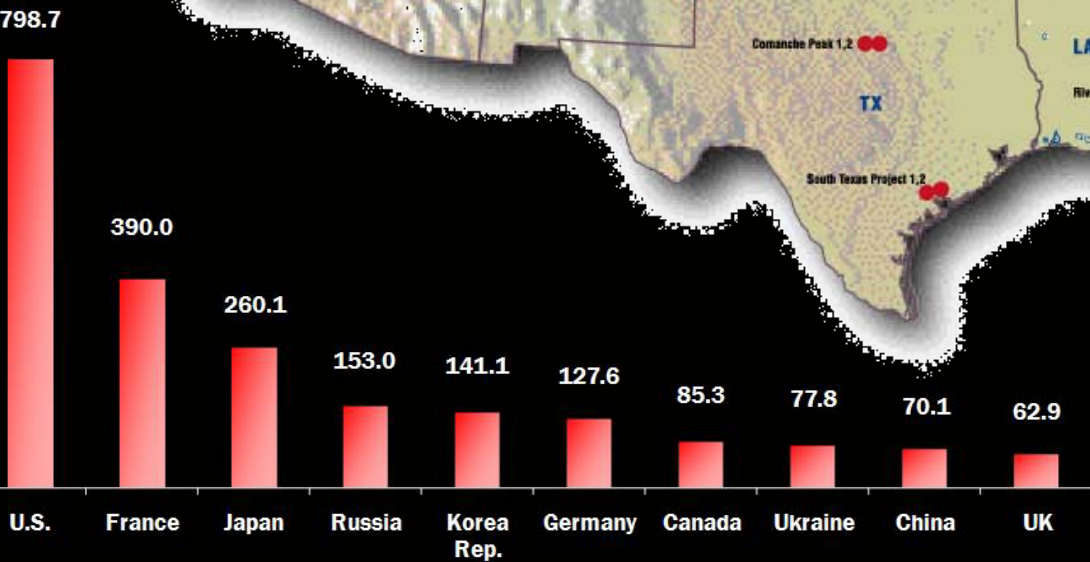 798.7
Comanche Peak 1,2
TX
South Texas Project 1,2
390.0
260.1
153.0
141.1
127.6
85.3
77.8
70.1
62.9
U.S.
France
Japan
Russia
Korea
Rep.
Germany
Canada
Ukraine
China
UK